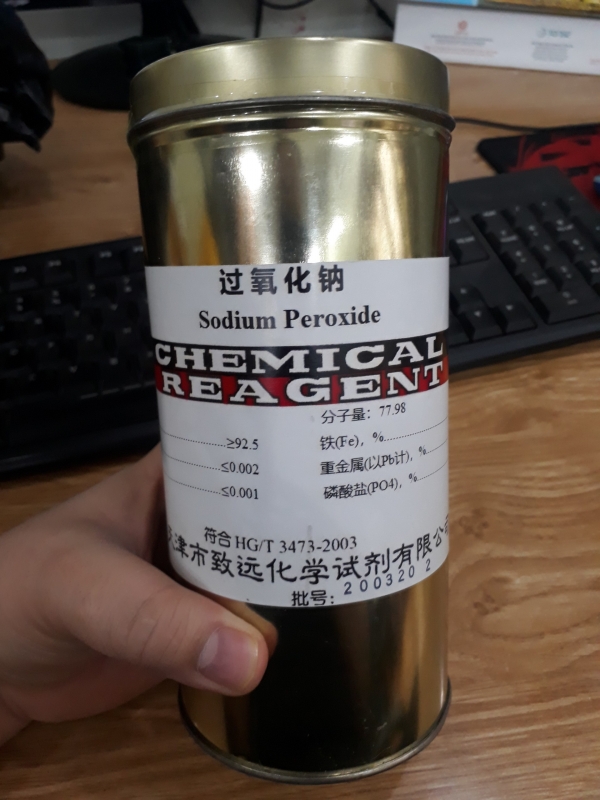 过氧化钠
Sodium Peroxide
CHEMICAL
REAGENT
分子量：77.98
............≥92.5 铁(Fe)，%............
............≤0.002 重金属(以Pb计)，%......
............≤0.001 磷酸盐(PO4)，%......
符合 HG/T 3473-2003
津市致远化学试剂有限公
批号：200320 2